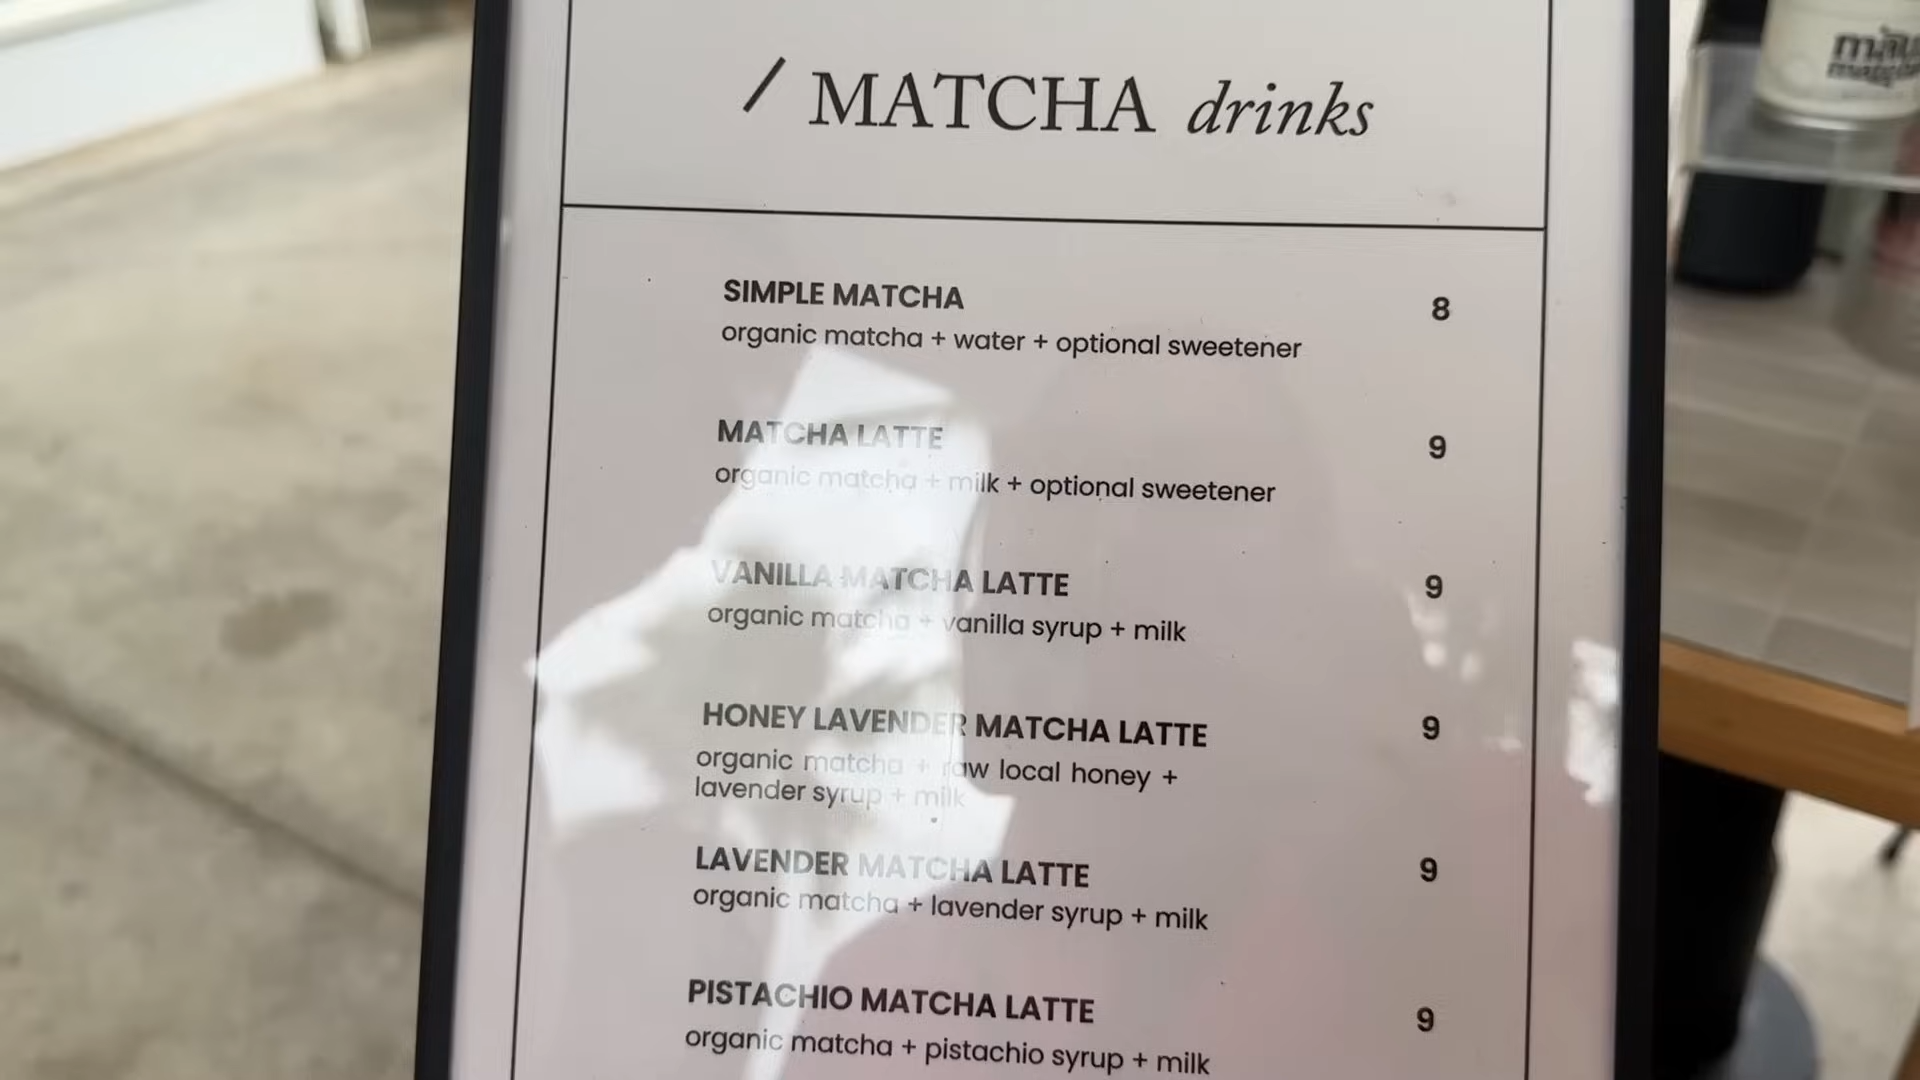 / MATCHA drinks
SIMPLE MATCHA 8
organic matcha + water + optional sweetener
MATCHA LATTE 9
organic matcha + milk + optional sweetener
VANILLA MATCHA LATTE 9
organic matcha + vanilla syrup + milk
HONEY LAVENDER MATCHA LATTE 9
organic matcha + raw local honey +
lavender syrup + milk
LAVENDER MATCHA LATTE 9
organic matcha + lavender syrup + milk
PISTACHIO MATCHA LATTE 9
organic matcha + pistachio syrup + milk